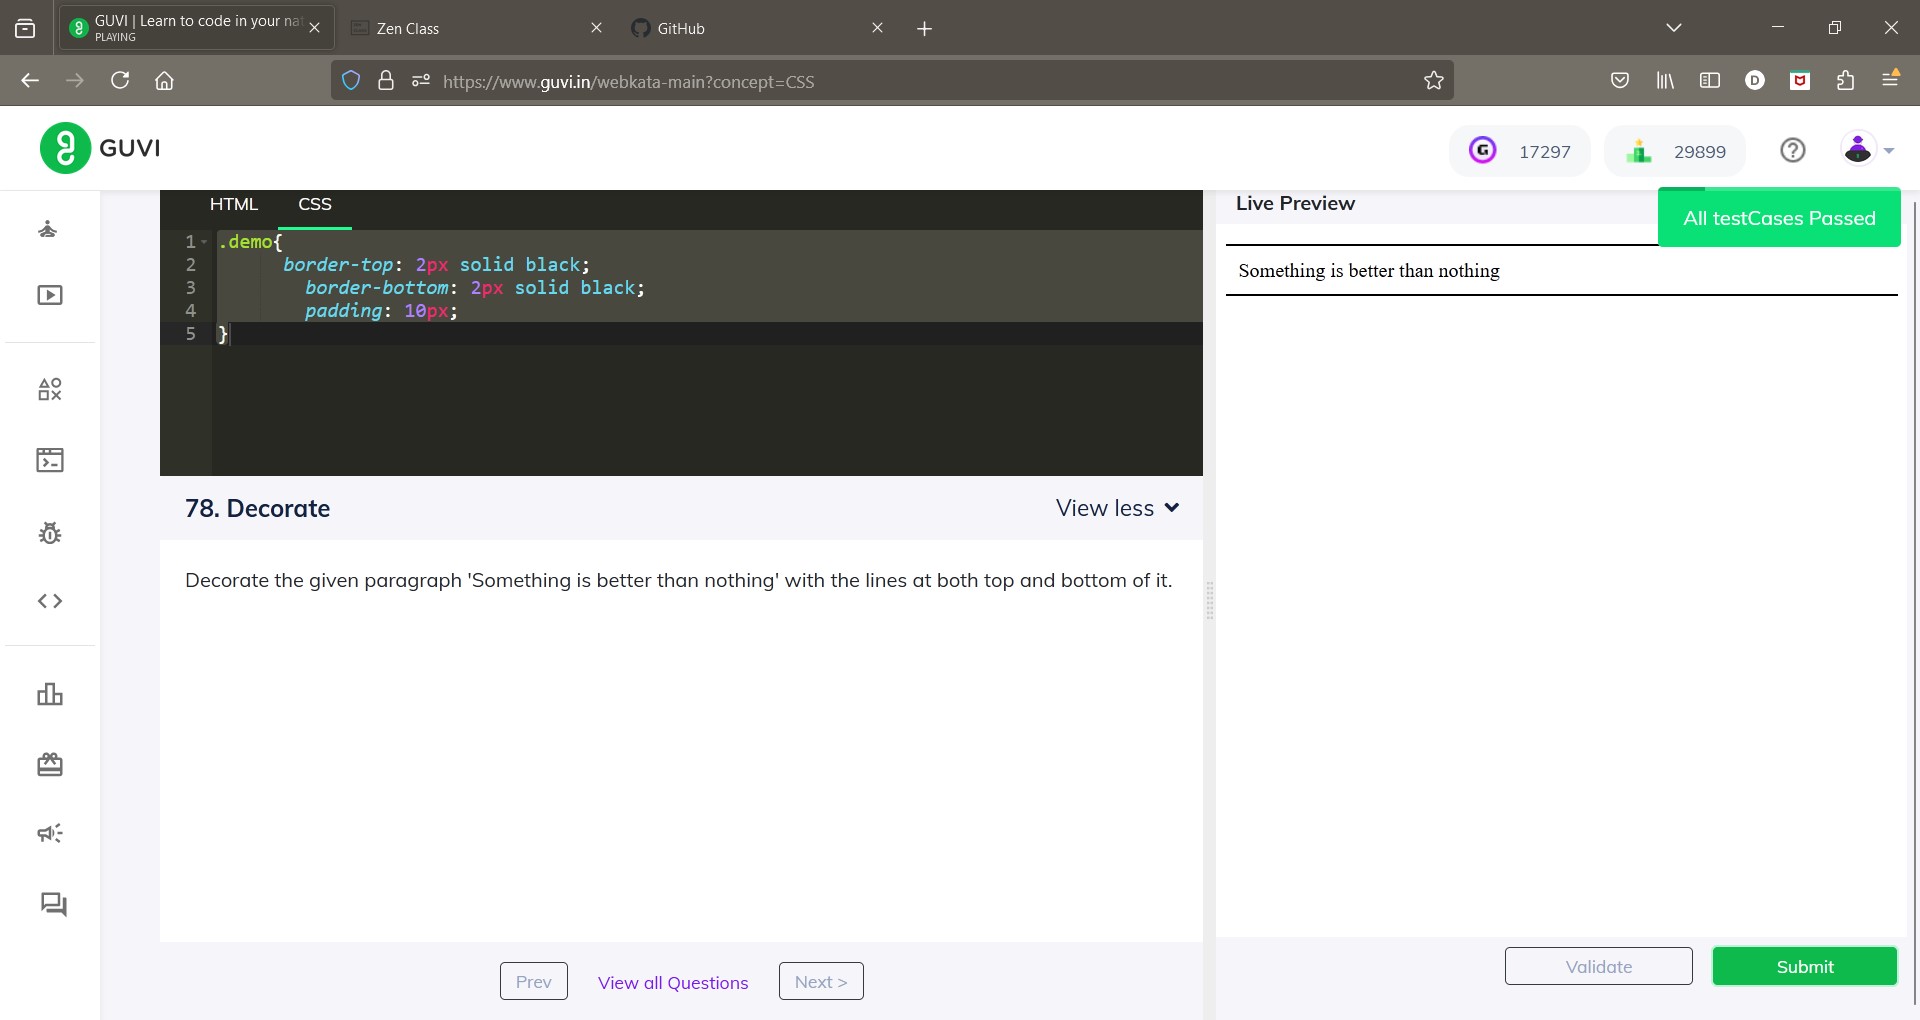 GUVI | Learn to code in your nat
PLAYING
Zen Class
GitHub
https://www.guvi.in/webkata-main?concept=CSS
D
GUVI
G
17297
29899
HTML
CSS
Live Preview
All testCases Passed
1
.demo{
2
border-top: 2px solid black;
3
border-bottom: 2px solid black;
4
padding: 10px;
5
}
Something is better than nothing
78. Decorate
View less
Decorate the given paragraph 'Something is better than nothing' with the lines at both top and bottom of it.
Prev
View all Questions
Next >
Validate
Submit